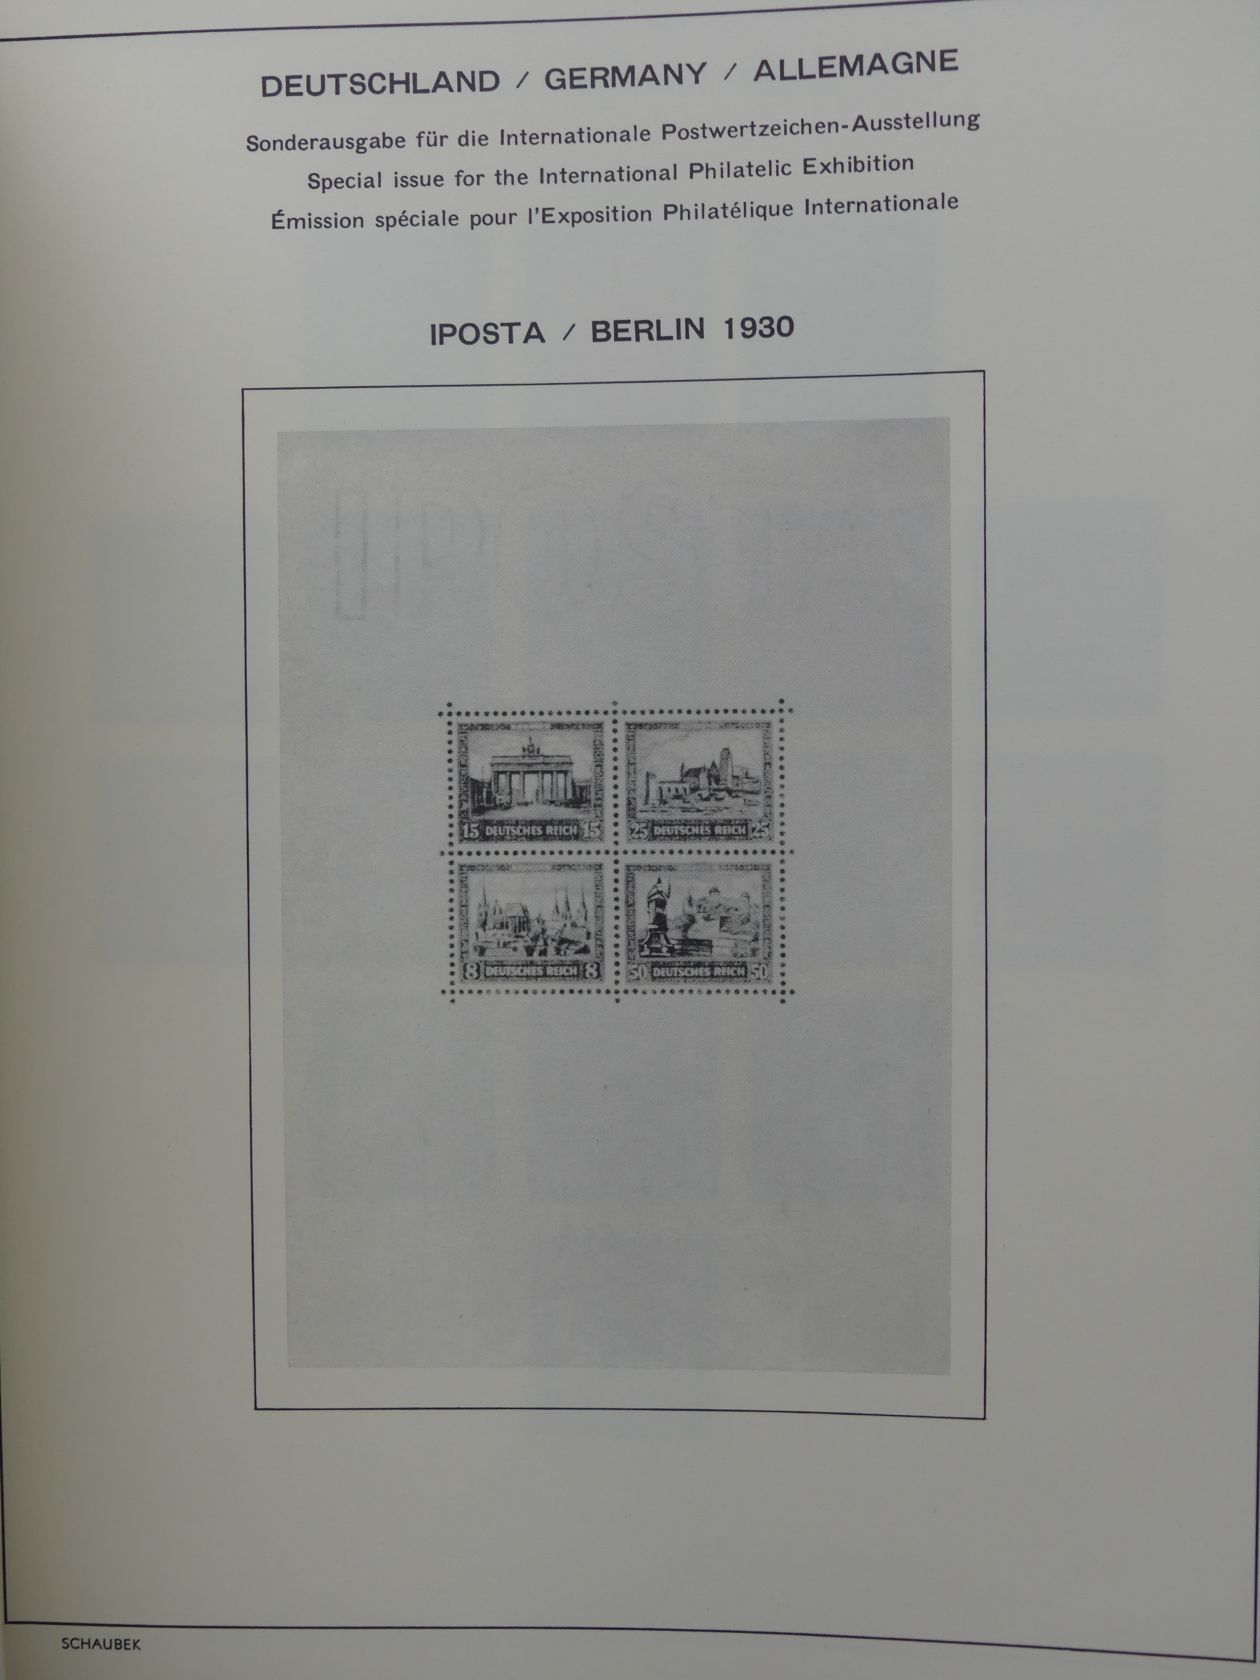 DEUTSCHLAND / GERMANY / ALLEMAGNE
Sonderausgabe für die Internationale Postwertzeichen-Ausstellung
Special issue for the International Philatelic Exhibition
Émission spéciale pour l'Exposition Philatélique Internationale
IPOSTA / BERLIN 1930
15 DEUTSCHES REICH 15
25 DEUTSCHES REICH 25
8 DEUTSCHES REICH 8
50 DEUTSCHES REICH 50
SCHAUBEK